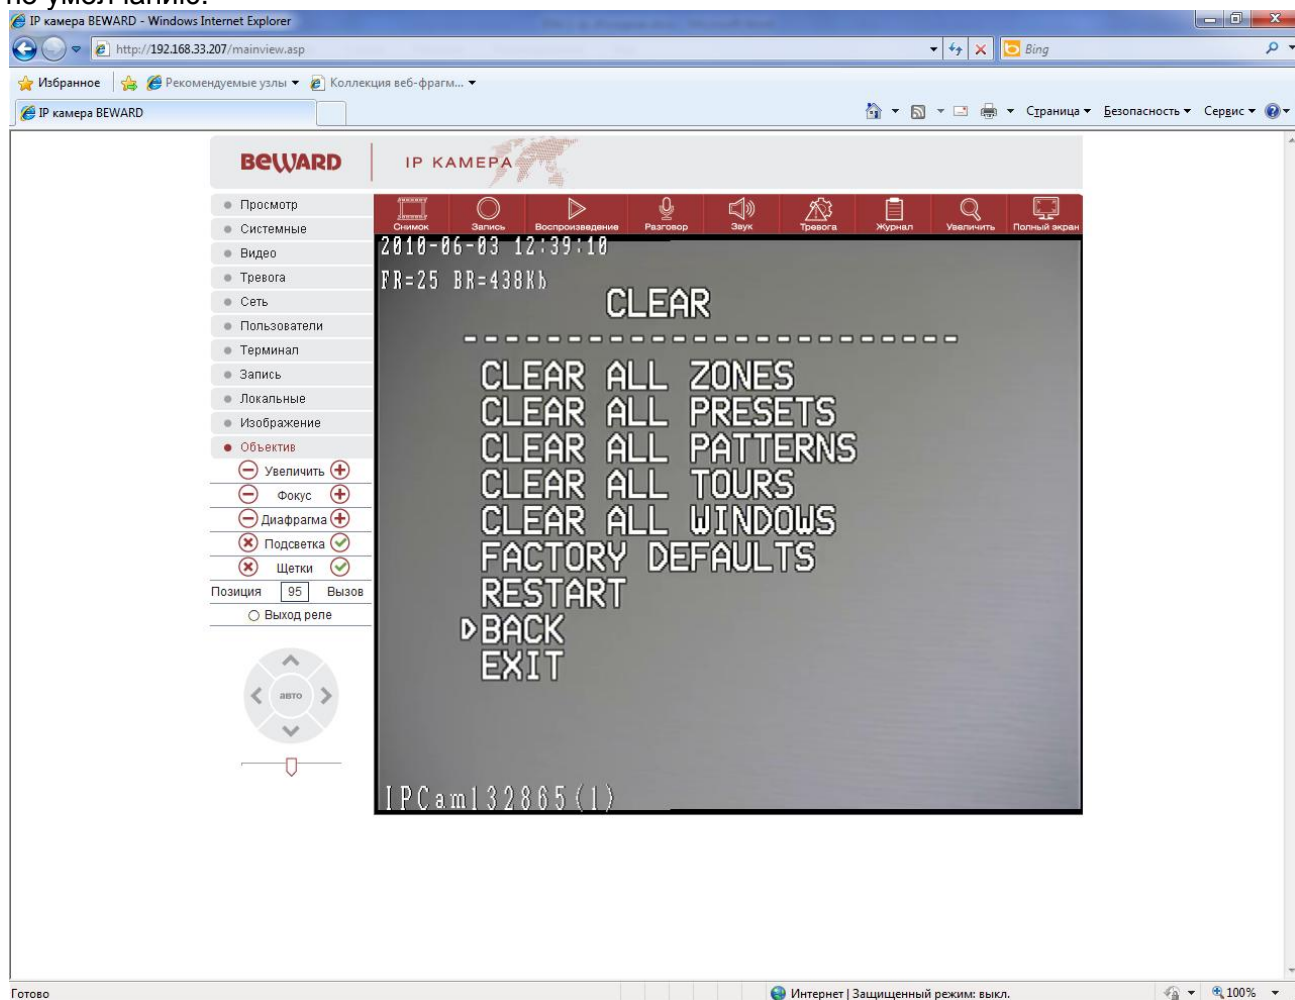 по умолчанию.
IP камера BEWARD - Windows Internet Explorer
http://192.168.33.207/mainview.asp
Bing
Избранное
Рекомендуемые узлы
Коллекция веб-фрагм...
IP камера BEWARD
Страница
Безопасность
Сервис
BEWARD IP КАМЕРА
Просмотр
Системные
Видео
Тревога
Сеть
Пользователи
Терминал
Запись
Локальные
Изображение
Объектив
Увеличить
Фокус
Диафрагма
Подсветка
Щетки
Позиция 95 Вызов
Выход реле
авто
Снимок Запись Воспроизведение Разговор Звук Тревога Журнал Увеличить Полный экран
2010-06-03 12:39:10
FR=25 BR=438Kb
CLEAR
--------------------------
CLEAR ALL ZONES
CLEAR ALL PRESETS
CLEAR ALL PATTERNS
CLEAR ALL TOURS
CLEAR ALL WINDOWS
FACTORY DEFAULTS
RESTART
BACK
EXIT
IPCam132865(1)
Готово
Интернет | Защищенный режим: выкл.
100%